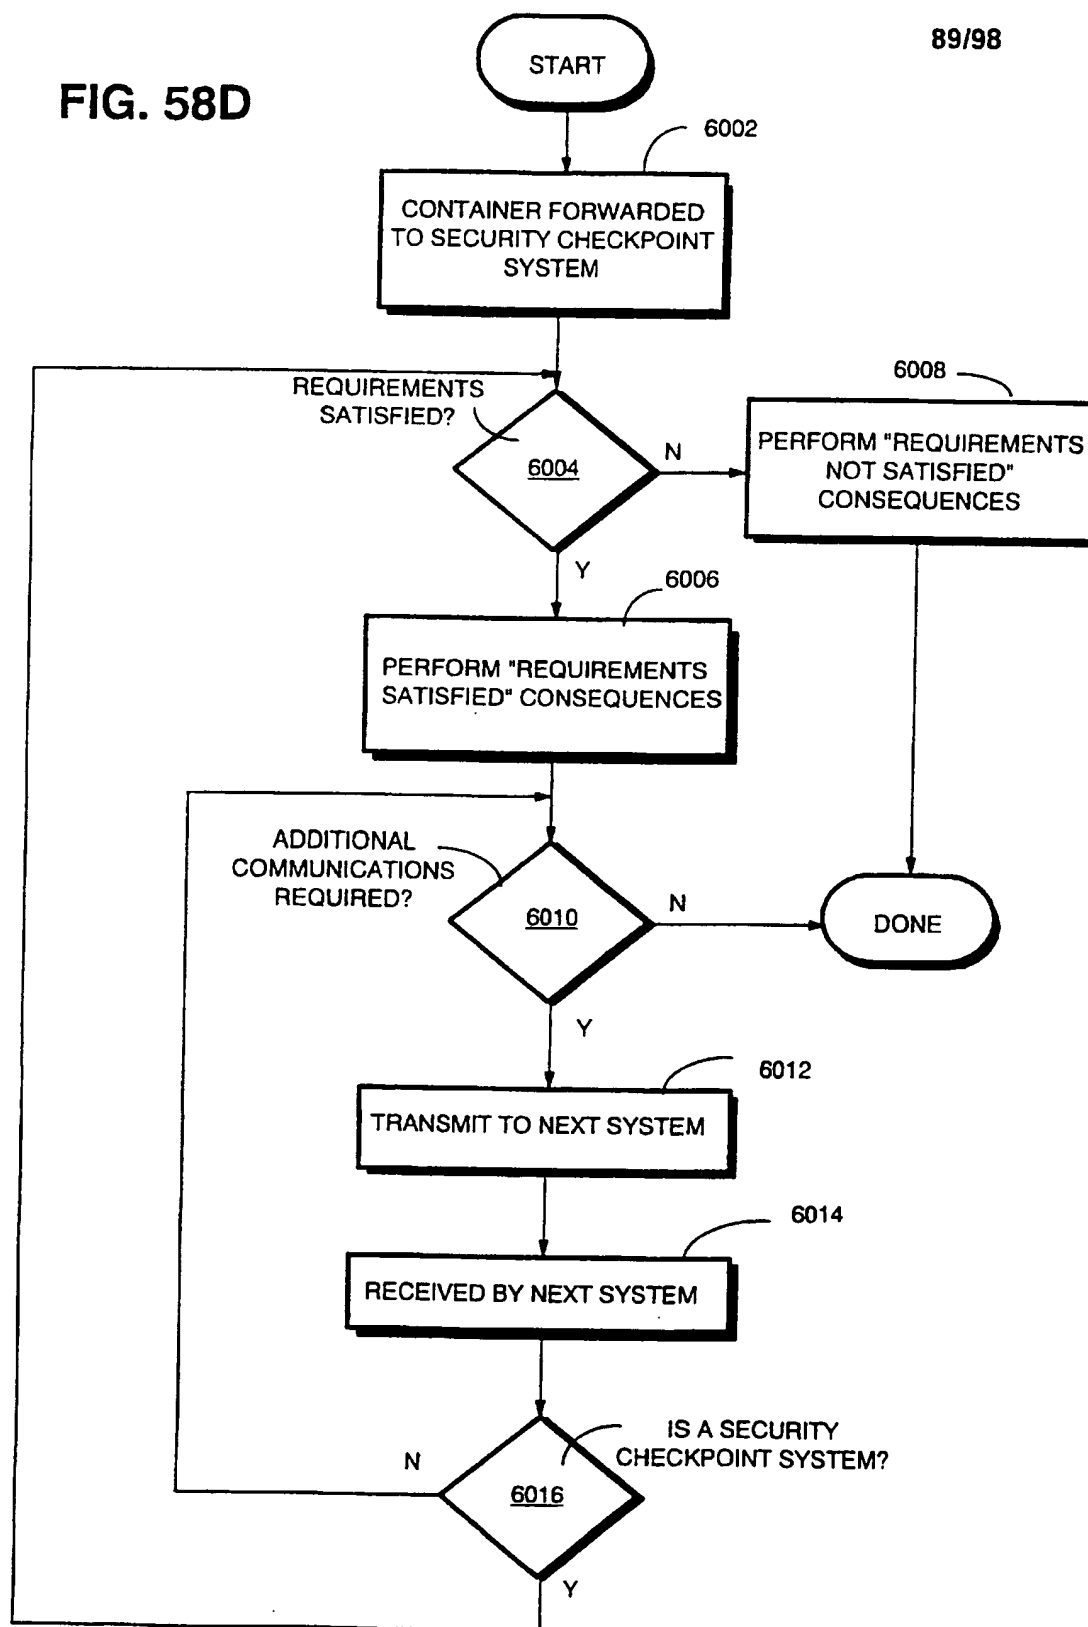 89/98
FIG. 58D
START
6002
CONTAINER FORWARDED
TO SECURITY CHECKPOINT
SYSTEM
REQUIREMENTS
SATISFIED?
6004
N
6008
PERFORM "REQUIREMENTS
NOT SATISFIED"
CONSEQUENCES
Y
6006
PERFORM "REQUIREMENTS
SATISFIED" CONSEQUENCES
ADDITIONAL
COMMUNICATIONS
REQUIRED?
6010
N
DONE
Y
6012
TRANSMIT TO NEXT SYSTEM
6014
RECEIVED BY NEXT SYSTEM
IS A SECURITY
CHECKPOINT SYSTEM?
N
6016
Y